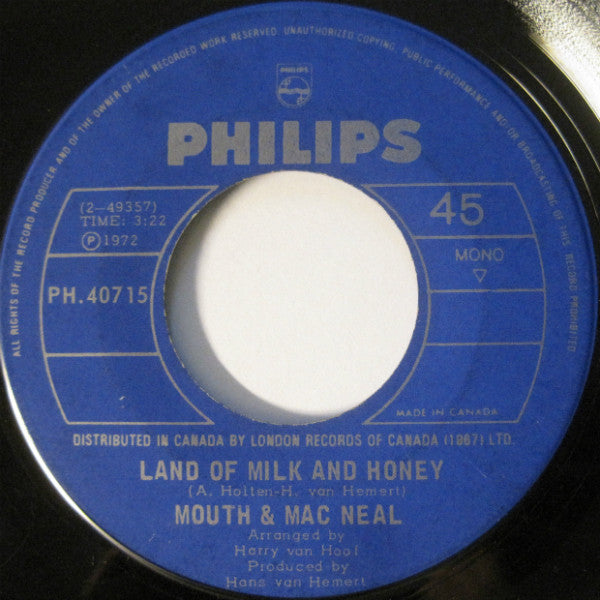 ALL RIGHTS OF THE RECORD PRODUCER AND OF THE OWNER OF THE RECORDED WORK RESERVED. UNAUTHORIZED COPYING, PUBLIC PERFORMANCE AND/OR BROADCASTING OF THIS RECORD PROHIBITED.
PHILIPS
PHILIPS
(2-49357)
TIME: 3:22
Ⓟ 1972
45
MONO
▽
PH.40715
MADE IN CANADA
DISTRIBUTED IN CANADA BY LONDON RECORDS OF CANADA (1967) LTD.
LAND OF MILK AND HONEY
(A. Holten-H. van Hemert)
MOUTH & MAC NEAL
Arranged by
Harry van Hoof
Produced by
Hans van Hemert